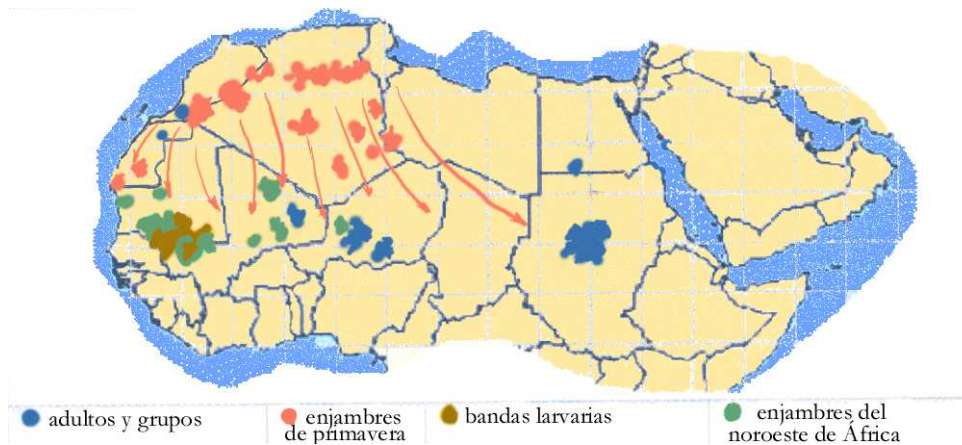 adultos y grupos
enjambres
de primavera
bandas larvarias
enjambres del
noroeste de África